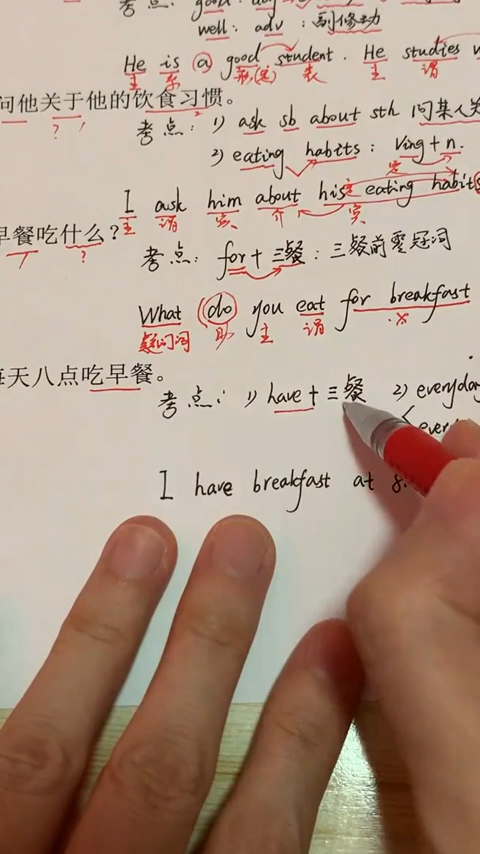 考点: good: adj
well: adv : 副修动
He is a good student. He studies
主 系 形(定) 表 主 谓
问他关于他的饮食习惯。
? ?
考点: 1) ask sb about sth 问某人关
2) eating habits : ving + n.
定
I ask him about his eating habits
主 谓 宾 介 宾
早餐吃什么?
?
考点: for + 三餐 : 三餐前零冠词
What do you eat for breakfast
疑问词 助 主 谓
每天八点吃早餐。
考点: 1) have + 三餐 2) everyday
I have breakfast at 8.